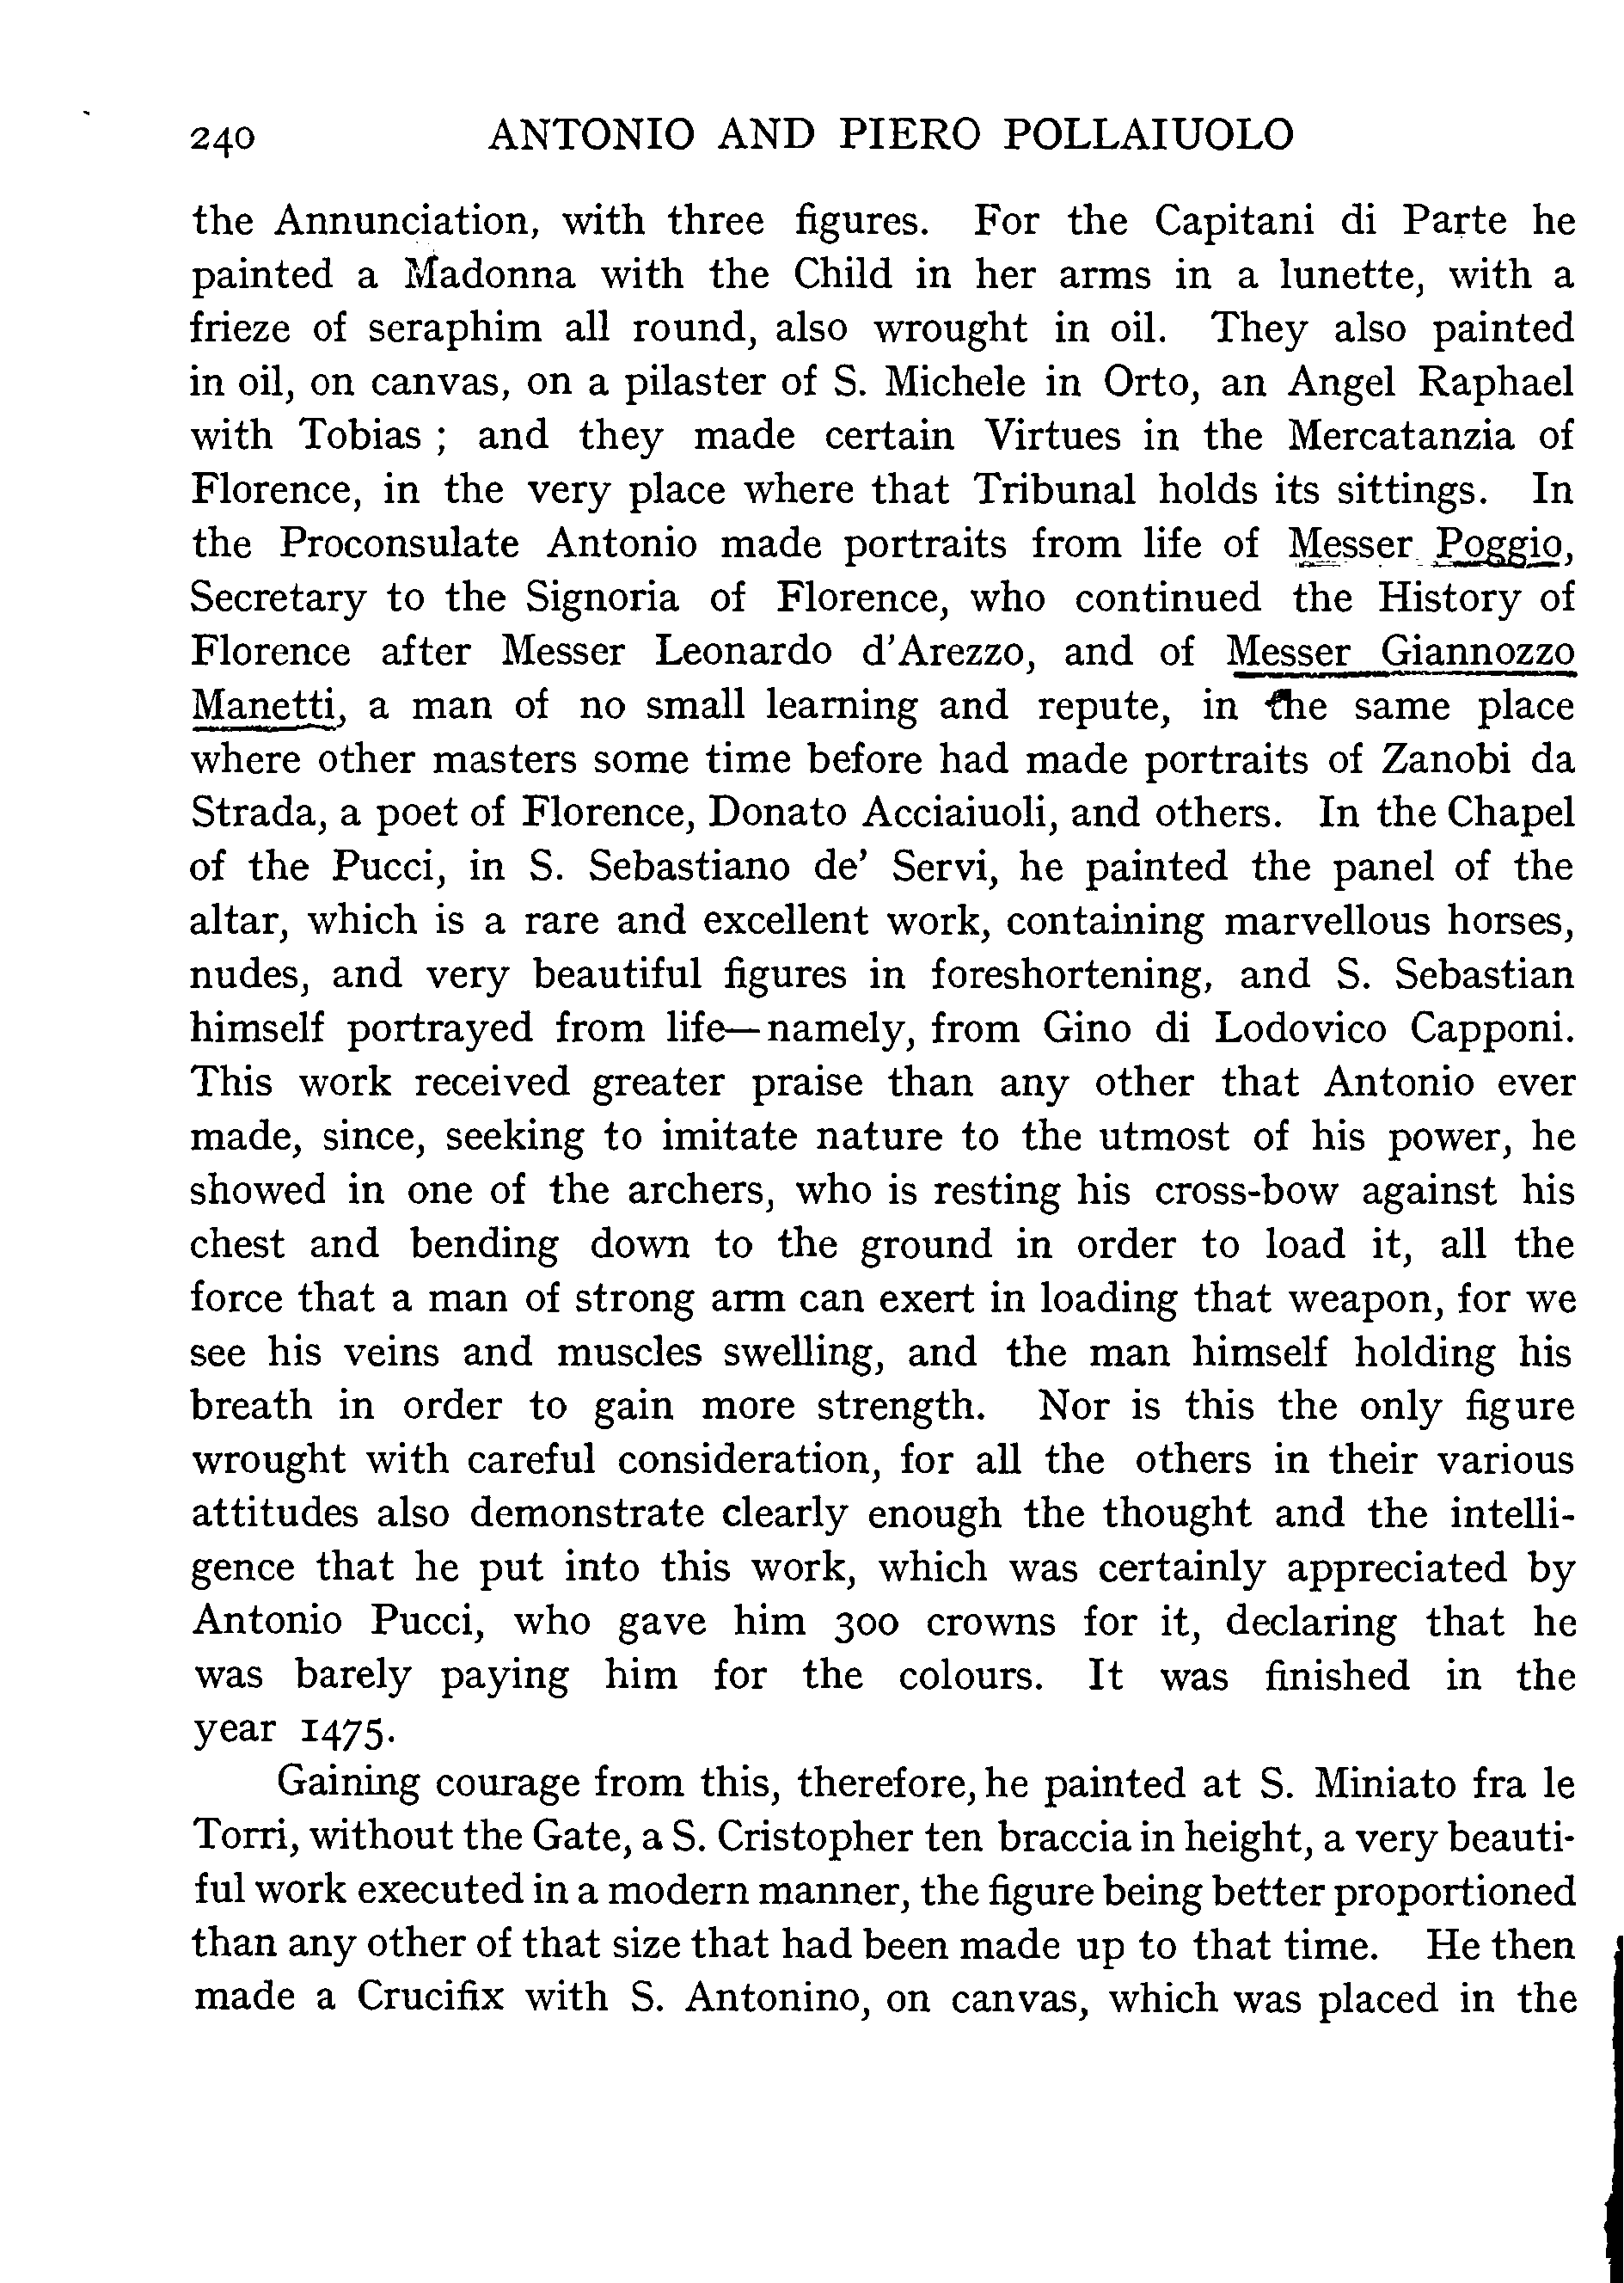 240 ANTONIO AND PIERO POLLAIUOLO
the Annunciation, with three figures. For the Capitani di Parte he
painted a Madonna with the Child in her arms in a lunette, with a
frieze of seraphim all round, also wrought in oil. They also painted
in oil, on canvas, on a pilaster of S. Michele in Orto, an Angel Raphael
with Tobias ; and they made certain Virtues in the Mercatanzia of
Florence, in the very place where that Tribunal holds its sittings. In
the Proconsulate Antonio made portraits from life of Messer Poggio,
Secretary to the Signoria of Florence, who continued the History of
Florence after Messer Leonardo d'Arezzo, and of Messer Giannozzo
Manetti, a man of no small learning and repute, in the same place
where other masters some time before had made portraits of Zanobi da
Strada, a poet of Florence, Donato Acciaiuoli, and others. In the Chapel
of the Pucci, in S. Sebastiano de' Servi, he painted the panel of the
altar, which is a rare and excellent work, containing marvellous horses,
nudes, and very beautiful figures in foreshortening, and S. Sebastian
himself portrayed from life—namely, from Gino di Lodovico Capponi.
This work received greater praise than any other that Antonio ever
made, since, seeking to imitate nature to the utmost of his power, he
showed in one of the archers, who is resting his cross-bow against his
chest and bending down to the ground in order to load it, all the
force that a man of strong arm can exert in loading that weapon, for we
see his veins and muscles swelling, and the man himself holding his
breath in order to gain more strength. Nor is this the only figure
wrought with careful consideration, for all the others in their various
attitudes also demonstrate clearly enough the thought and the intelli-
gence that he put into this work, which was certainly appreciated by
Antonio Pucci, who gave him 300 crowns for it, declaring that he
was barely paying him for the colours. It was finished in the
year 1475.
Gaining courage from this, therefore, he painted at S. Miniato fra le
Torri, without the Gate, a S. Cristopher ten braccia in height, a very beauti-
ful work executed in a modern manner, the figure being better proportioned
than any other of that size that had been made up to that time. He then
made a Crucifix with S. Antonino, on canvas, which was placed in the